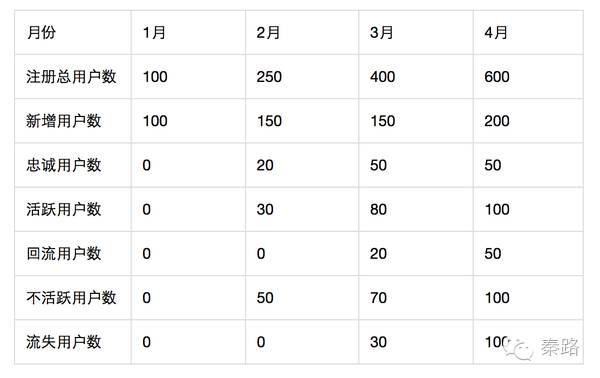 月份 1月 2月 3月 4月
注册总用户数 100 250 400 600
新增用户数 100 150 150 200
忠诚用户数 0 20 50 50
活跃用户数 0 30 80 100
回流用户数 0 0 20 50
不活跃用户数 0 50 70 100
流失用户数 0 0 30 100
秦路